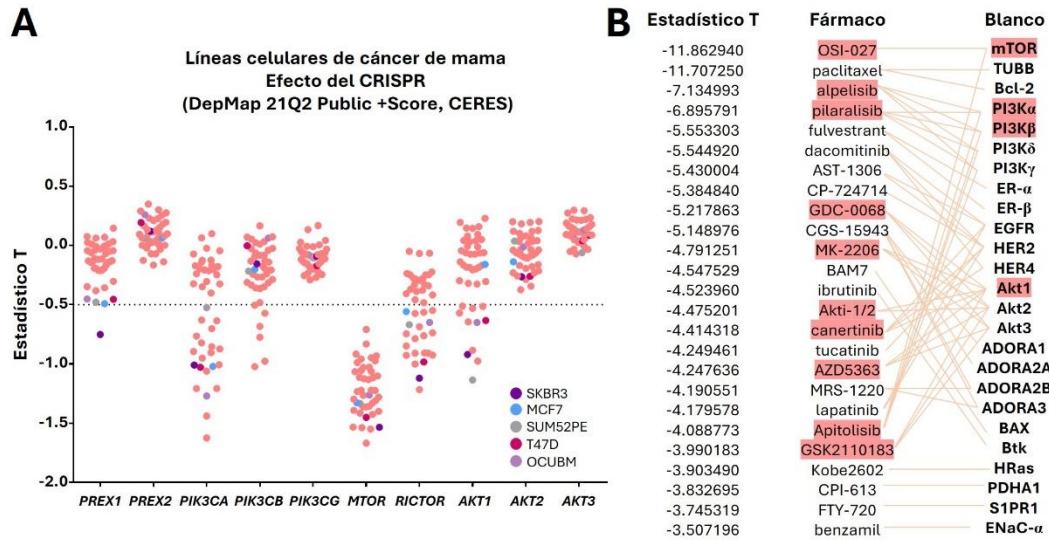 A
Líneas celulares de cáncer de mama
Efecto del CRISPR
(DepMap 21Q2 Public +Score, CERES)
Estadístico T
1.0
0.5
0.0
-0.5
-1.0
-1.5
-2.0
SKBR3
MCF7
SUM52PE
T47D
OCUBM
PREX1 PREX2 PIK3CA PIK3CB PIK3CG MTOR RICTOR AKT1 AKT2 AKT3
B
Estadístico T Fármaco Blanco
-11.862940 OSI-027 mTOR
-11.707250 paclitaxel TUBB
-7.134993 alpelisib Bcl-2
-6.895791 pilaralisib PI3Kα
-5.553303 fulvestrant PI3Kβ
-5.544920 dacomitinib PI3Kδ
-5.430004 AST-1306 PI3Kγ
-5.384840 CP-724714 ER-α
-5.217863 GDC-0068 ER-β
-5.148976 CGS-15943 EGFR
-4.791251 MK-2206 HER2
-4.547529 BAM7 HER4
-4.523960 ibrutinib Akt1
-4.475201 Akti-1/2 Akt2
-4.414318 canertinib Akt3
-4.249461 tucatinib ADORA1
-4.247636 AZD5363 ADORA2A
-4.190551 MRS-1220 ADORA2B
-4.179578 lapatinib ADORA3
-4.088773 Apitolisib BAX
-3.990183 GSK2110183 Btk
-3.903490 Kobe2602 HRas
-3.832695 CPI-613 PDHA1
-3.745319 FTY-720 S1PR1
-3.507196 benzamil ENaC-α